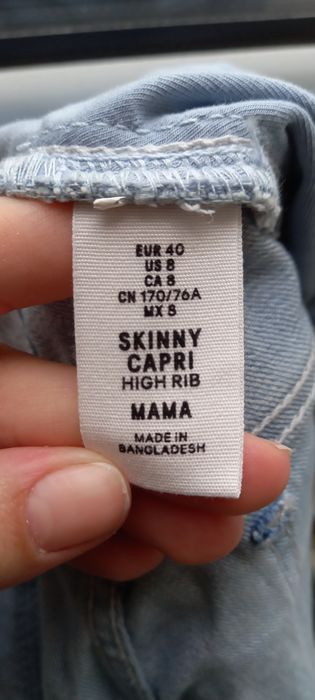 EUR 40
US 8
CA 8
CN 170/76A
MX 8
SKINNY
CAPRI
HIGH RIB
MAMA
MADE IN
BANGLADESH